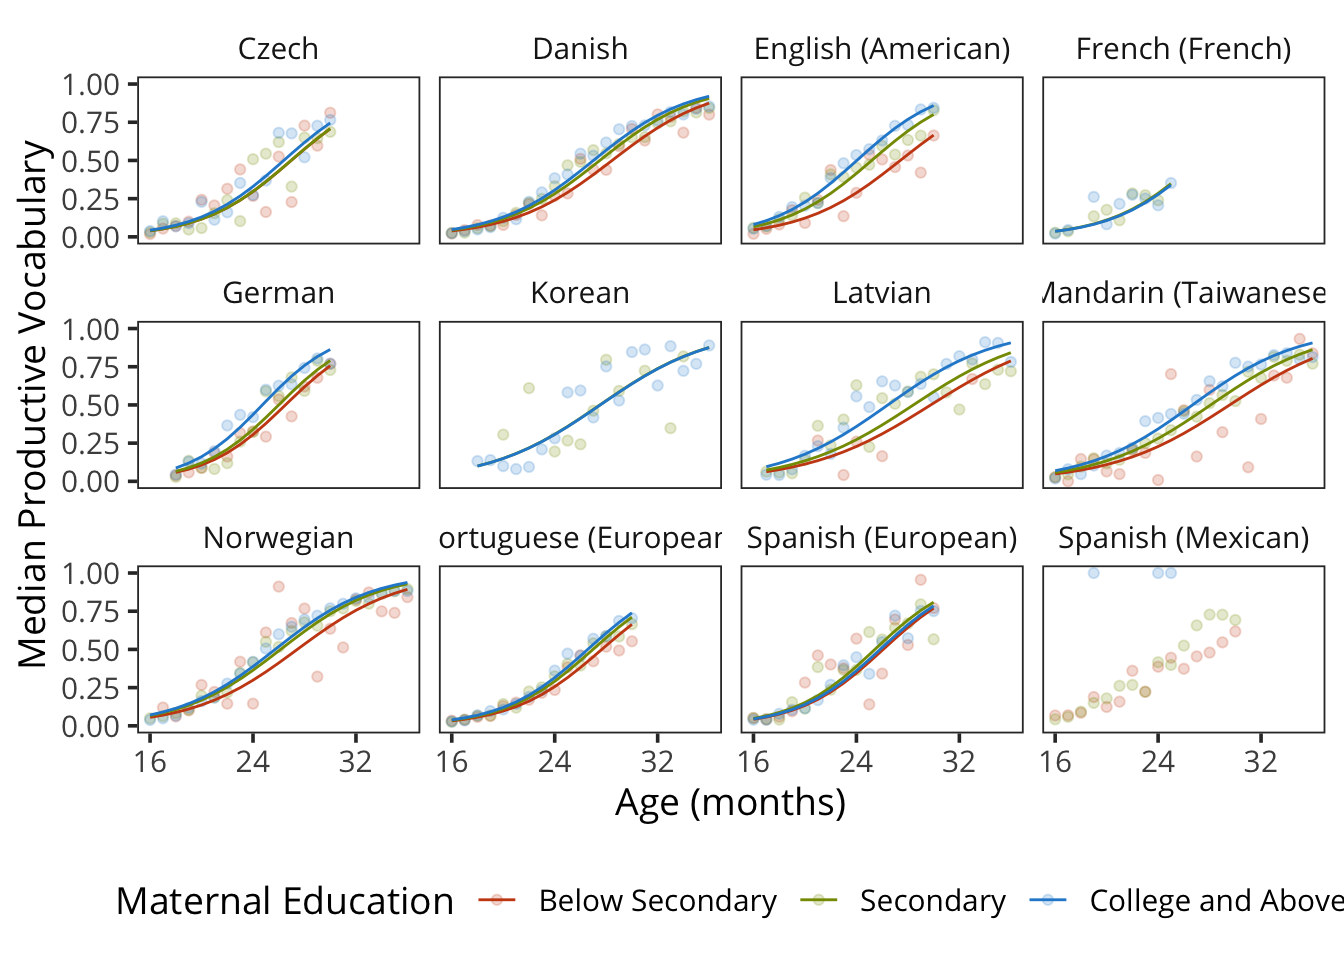 Czech Danish English (American) French (French)
1.00
0.75
0.50
0.25
0.00
German Korean Latvian Mandarin (Taiwanese
1.00
0.75
0.50
0.25
0.00
Norwegian ortuguese (European Spanish (European) Spanish (Mexican)
1.00
0.75
0.50
0.25
0.00
16 24 32 16 24 32 16 24 32 16 24 32
Median Productive Vocabulary
Age (months)
Maternal Education Below Secondary Secondary College and Above